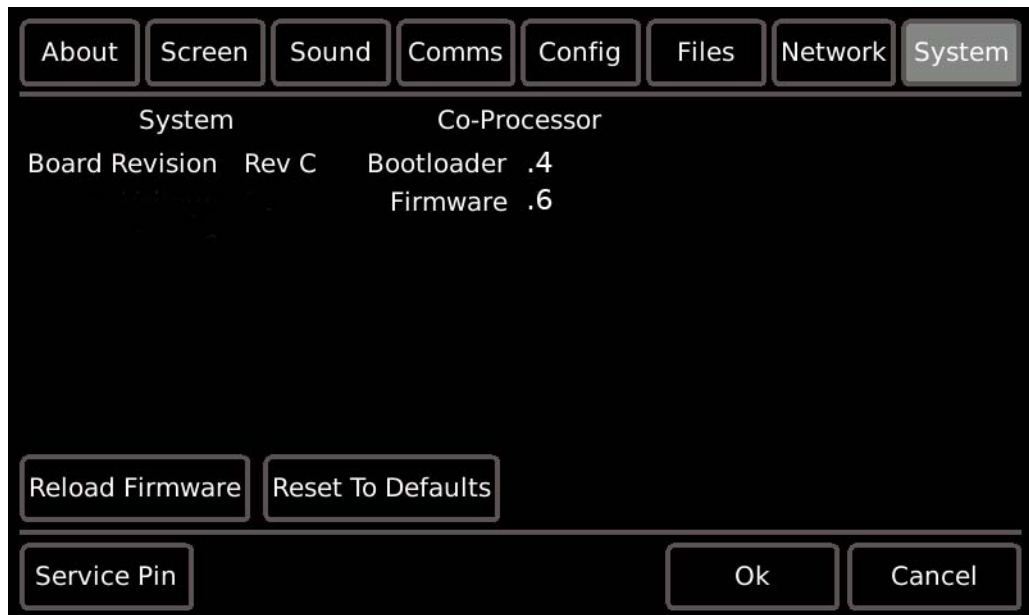 About Screen Sound Comms Config Files Network System
System Co-Processor
Board Revision Rev C Bootloader .4
Firmware .6
Reload Firmware Reset To Defaults
Service Pin Ok Cancel